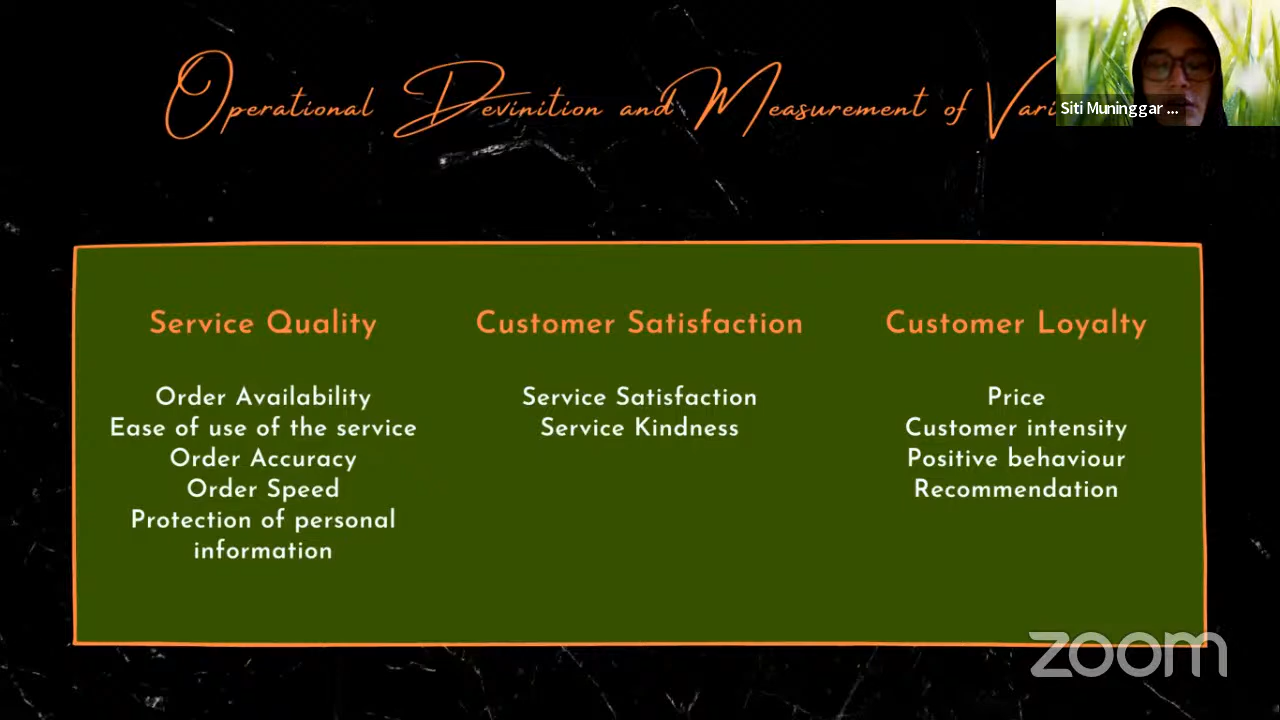 Operational Devinition and Measurement of
Siti Muninggar ...
Service Quality
Order Availability
Ease of use of the service
Order Accuracy
Order Speed
Protection of personal
information
Customer Satisfaction
Service Satisfaction
Service Kindness
Customer Loyalty
Price
Customer intensity
Positive behaviour
Recommendation
zoom